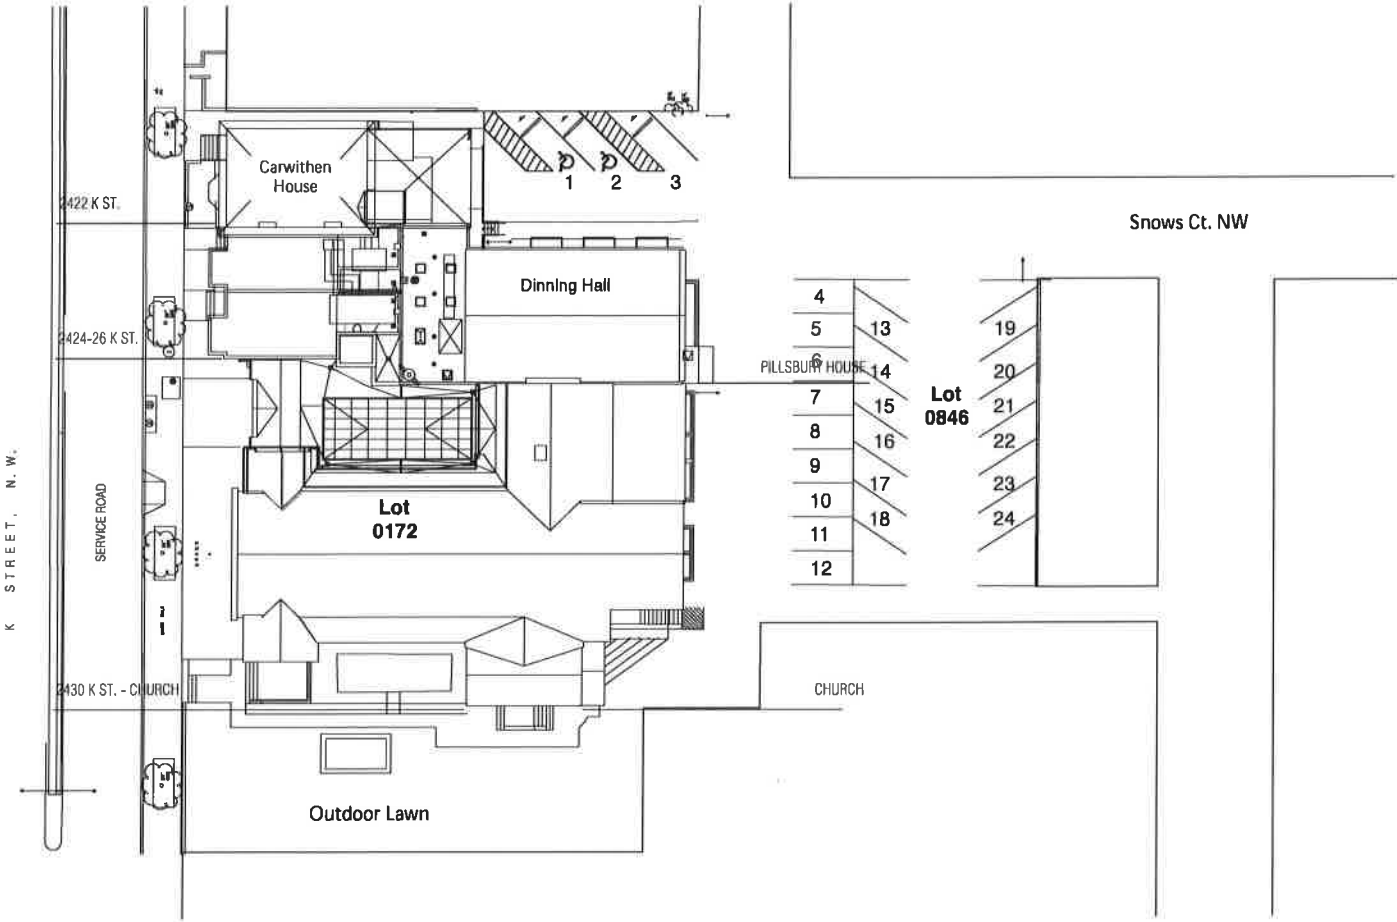 Carwithen
House
1
2
3
2422 K ST.
Snows Ct. NW
Dinning Hall
4
5
6
7
8
9
10
11
12
13
14
15
16
17
18
19
20
21
22
23
24
2424-26 K ST.
PILLSBURY HOUSE
Lot
0846
K STREET, N.W.
SERVICE ROAD
Lot
0172
2430 K ST. - CHURCH
CHURCH
Outdoor Lawn